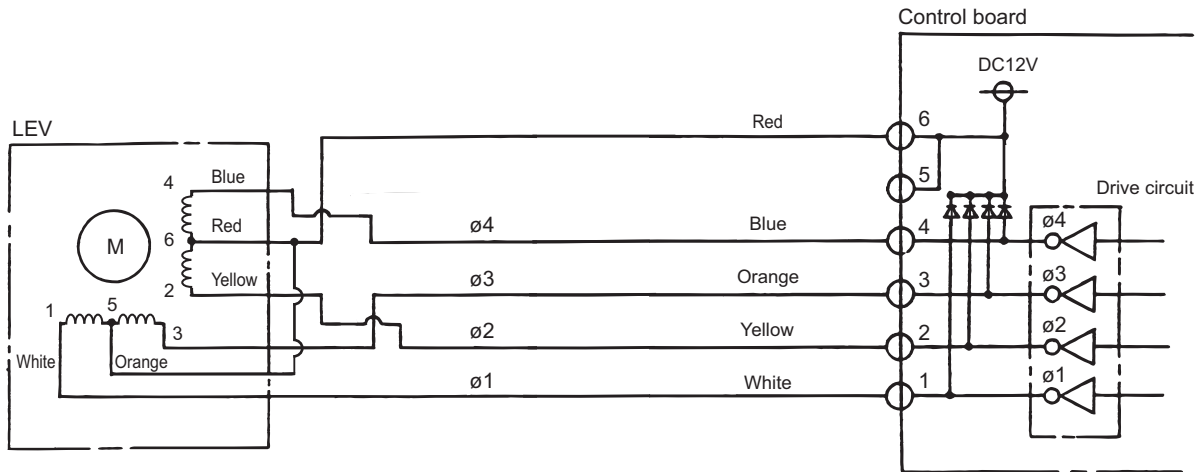 Control board
DC12V
LEV
Red
6
5
Drive circuit
4
Blue
6
Red
M
2
Yellow
ø4
Blue
4
ø4
ø3
Orange
3
ø3
1
5
3
ø2
Yellow
2
ø2
White
Orange
ø1
White
1
ø1